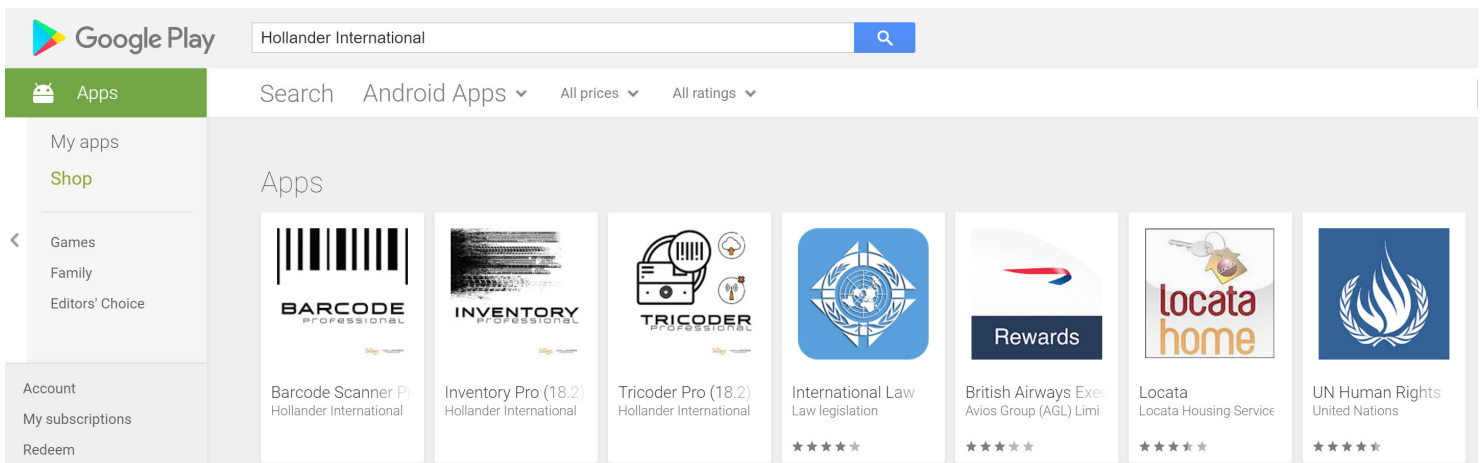 Google Play
Hollander International
Apps
Search Android Apps All prices All ratings
My apps
Shop
Games
Family
Editors' Choice
Account
My subscriptions
Redeem
Apps
BARCODE
PROFESSIONAL
Barcode Scanner Pr
Hollander International
INVENTORY
PROFESSIONAL
Inventory Pro (18.2)
Hollander International
TRICODER
PROFESSIONAL
Tricoder Pro (18.2)
Hollander International
International Law
Law legislation
Rewards
British Airways Exec
Avios Group (AGL) Limi
locata
home
Locata
Locata Housing Service
UN Human Rights
United Nations